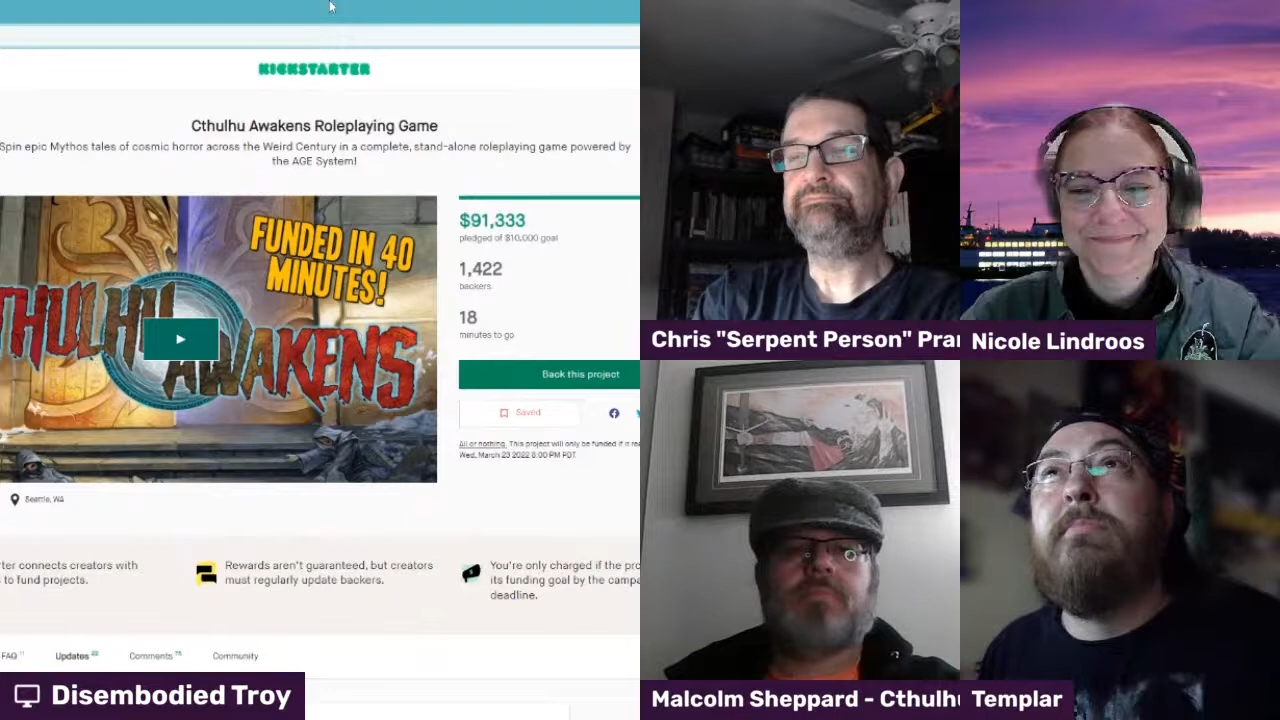 KICKSTARTER
Cthulhu Awakens Roleplaying Game
Spin epic Mythos tales of cosmic horror across the Weird Century in a complete, stand-alone roleplaying game powered by
the AGE System!
FUNDED IN 40
MINUTES!
THULHU
AWAKENS
$91,333
pledged of $10,000 goal
1,422
backers
18
minutes to go
Back this project
Saved
All or nothing. This project will only be funded if it rea
Wed, March 23 2022 8:00 PM PDT
Seattle, WA
ter connects creators with
s to fund projects.
Rewards aren't guaranteed, but creators
must regularly update backers.
You're only charged if the pro
its funding goal by the campa
deadline.
FAQ 11
Updates
Comments 75
Community
Disembodied Troy
Chris "Serpent Person" Pra
Nicole Lindroos
Malcolm Sheppard - Cthulh
Templar